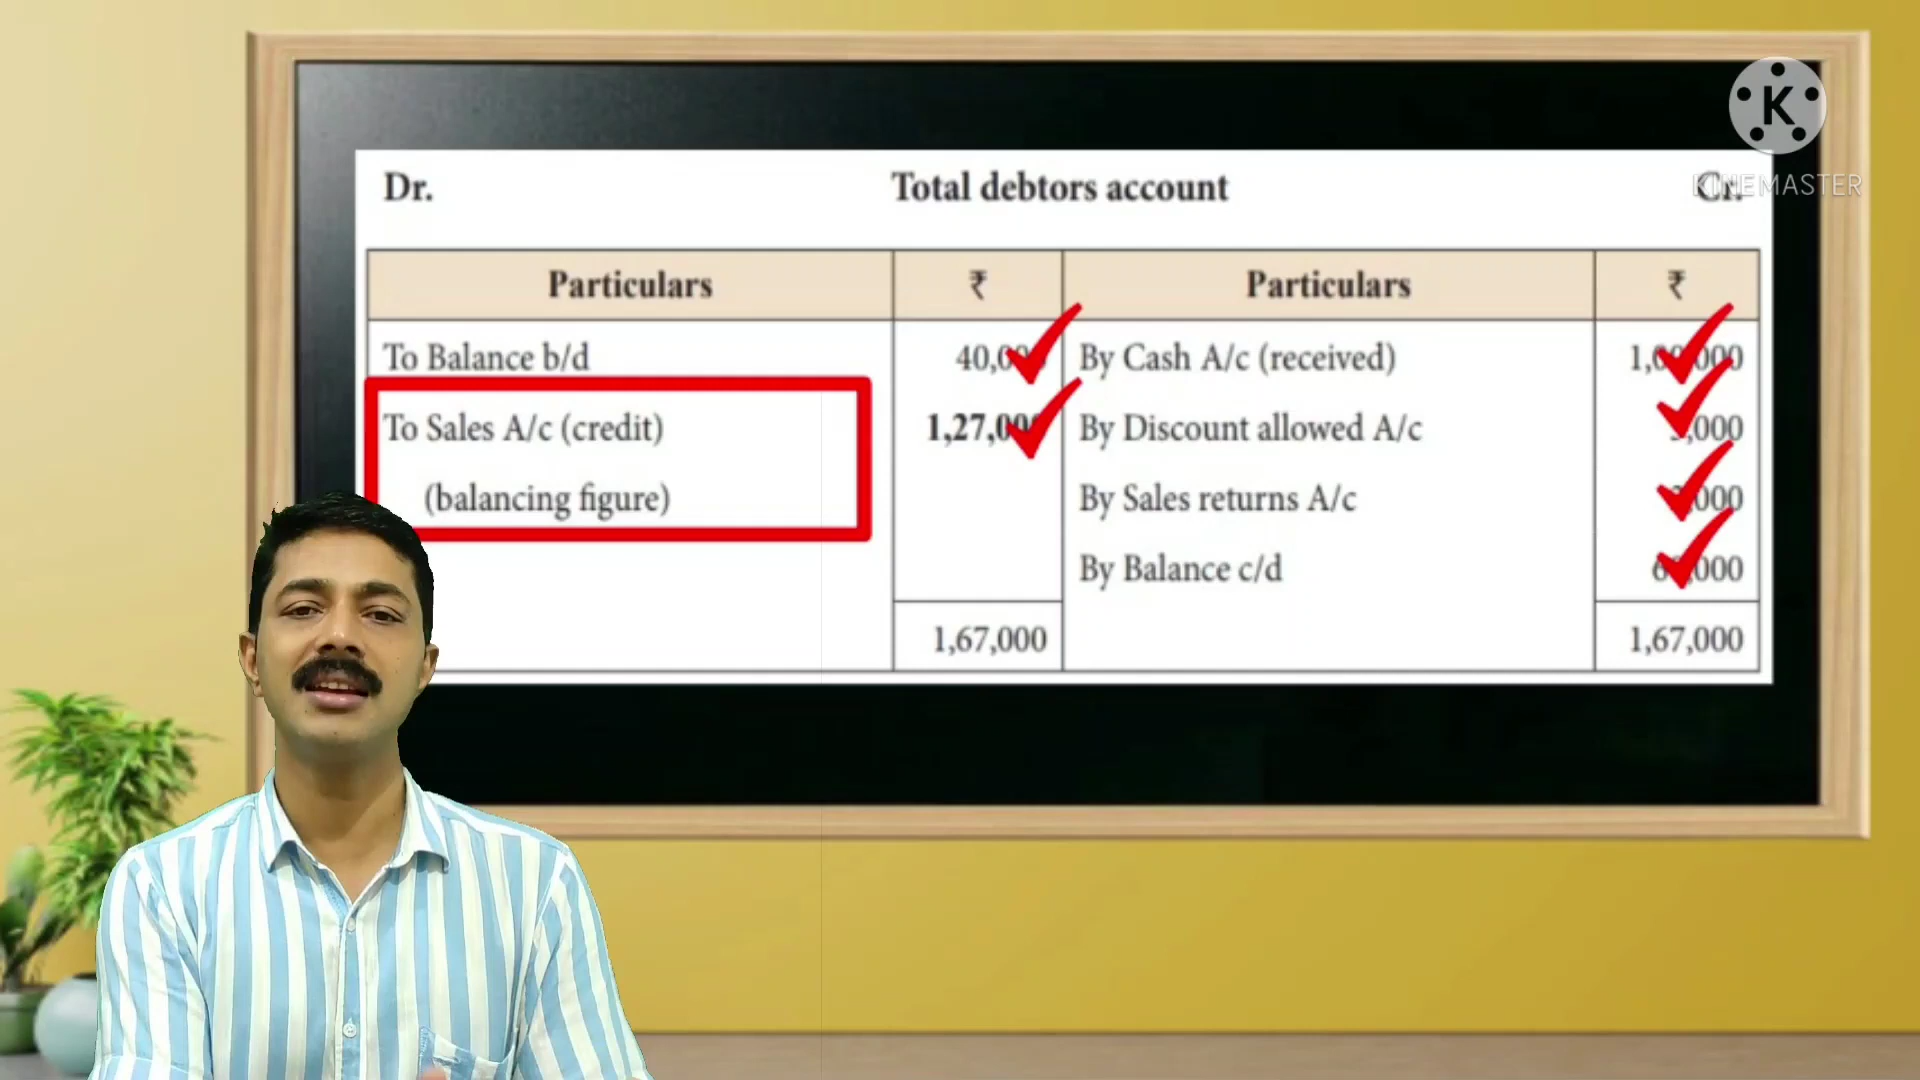 K
KINEMASTER
Dr. Total debtors account Cr.
Particulars ₹ Particulars ₹
To Balance b/d By Cash A/c (received)
To Sales A/c (credit) By Discount allowed A/c
(balancing figure) By Sales returns A/c
By Balance c/d
1,67,000 1,67,000